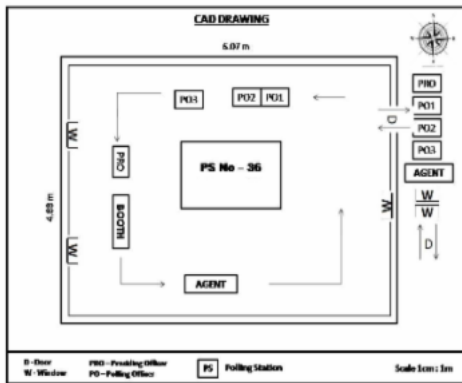 CAD DRAWING
6.07 m
PO3
PO2 PO1
PRO
PO1
D
PO2
PO3
AGENT
W
PRO
PS No - 36
W
W
W
4.88 m
BOOTH
W
D
W
AGENT
D - Door
PRO - Presiding Officer
PS
Polling Station
Scale 1cm : 1m
W - Window
PO - Polling Officer